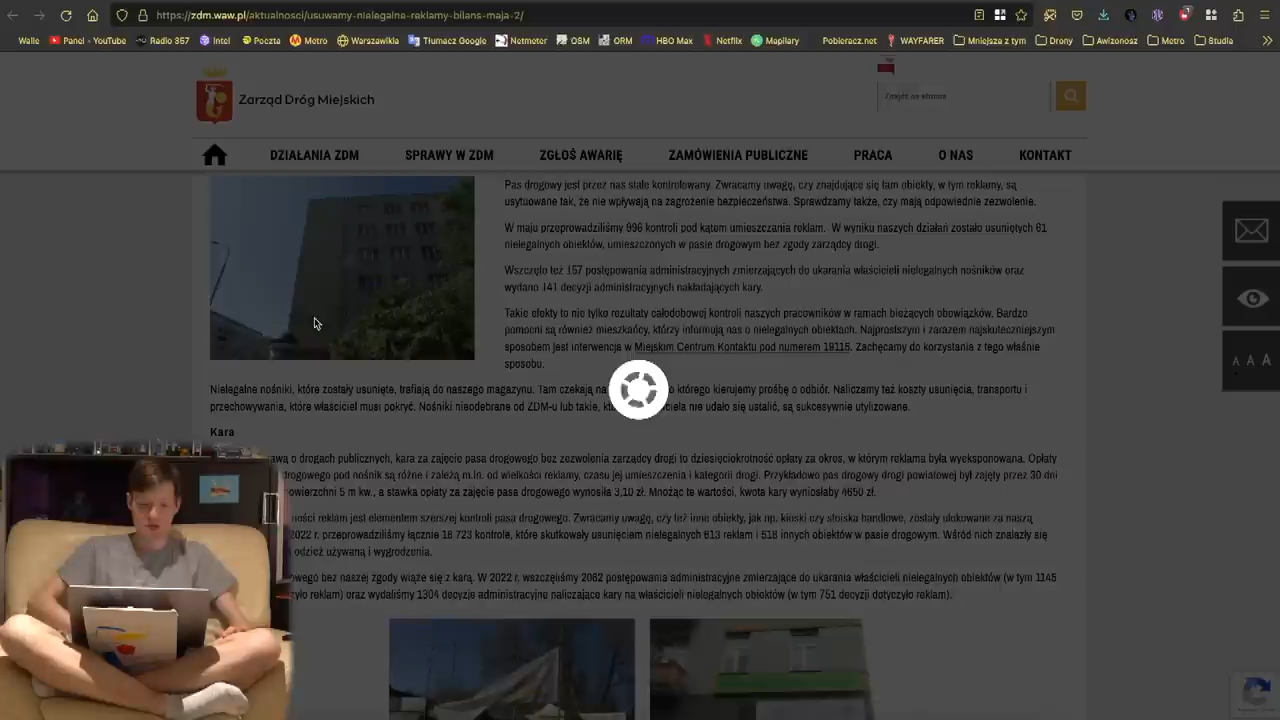 https://zdm.waw.pl/aktualnosci/usuwamy-nielegalne-reklamy-bilans-maja-2/
Walle Panel - YouTube Radio 357 Intel Poczta Metro Warszawikia Tłumacz Google Netmeter OSM ORM HBO Max Netflix Mapilary Pobieracz.net WAYFARER Mniejsza z tym Drony Awizonosz Metro Studia
Zarząd Dróg Miejskich
Znajdź na stronie
DZIAŁANIA ZDM SPRAWY W ZDM ZGŁOŚ AWARIĘ ZAMÓWIENIA PUBLICZNE PRACA O NAS KONTAKT
Pas drogowy jest przez nas stale kontrolowany. Zwracamy uwagę, czy znajdujące się tam obiekty, w tym reklamy, są
usytuowane tak, że nie wpływają na zagrożenie bezpieczeństwa. Sprawdzamy także, czy mają odpowiednie zezwolenie.
W maju przeprowadziliśmy 996 kontroli pod kątem umieszczania reklam. W wyniku naszych działań zostało usuniętych 61
nielegalnych obiektów, umieszczonych w pasie drogowym bez zgody zarządcy drogi.
Wszczęto też 157 postępowania administracyjnych zmierzających do ukarania właścicieli nielegalnych nośników oraz
wydano 141 decyzji administracyjnych nakładających kary.
Takie efekty to nie tylko rezultaty całodobowej kontroli naszych pracowników w ramach bieżących obowiązków. Bardzo
pomocni są również mieszkańcy, którzy informują nas o nielegalnych obiektach. Najprostszym i zarazem najskuteczniejszym
sposobem jest interwencja w Miejskim Centrum Kontaktu pod numerem 19115. Zachęcamy do korzystania z tego właśnie
sposobu.
Nielegalne nośniki, które zostały usunięte, trafiają do naszego magazynu. Tam czekają na o którego kierujemy prośbę o odbiór. Naliczamy też koszty usunięcia, transportu i
przechowywania, które właściciel musi pokryć. Nośniki nieodebrane od ZDM-u lub takie, ciela nie udało się ustalić, są sukcesywnie utylizowane.
Kara
awą o drogach publicznych, kara za zajęcie pasa drogowego bez zezwolenia zarządcy drogi to dziesięciokrotność opłaty za okres, w którym reklama była wyeksponowana. Opłaty
drogowego pod nośnik są różne i zależą m.in. od wielkości reklamy, czasu jej umieszczenia i kategorii drogi. Przykładowo pas drogowy drogi powiatowej był zajęty przez 30 dni
owierzchni 5 m kw., a stawka opłaty za zajęcie pasa drogowego wynosiła 3,10 zł. Mnożąc te wartości, kwota kary wyniosłaby 4650 zł.
ności reklam jest elementem szerszej kontroli pasa drogowego. Zwracamy uwagę, czy też inne obiekty, jak np. kioski czy stoiska handlowe, zostały ulokowane za naszą
2022 r. przeprowadziliśmy łącznie 18 723 kontrole, które skutkowały usunięciem nielegalnych 813 reklam i 518 innych obiektów w pasie drogowym. Wśród nich znalazły się
odzież używaną i wygrodzenia.
owego bez naszej zgody wiąże się z karą. W 2022 r. wszczęliśmy 2062 postępowania administracyjne zmierzające do ukarania właścicieli nielegalnych obiektów (w tym 1145
zyło reklam) oraz wydaliśmy 1304 decyzje administracyjne naliczające kary na właścicieli nielegalnych obiektów (w tym 751 decyzji dotyczyło reklam).
A A A